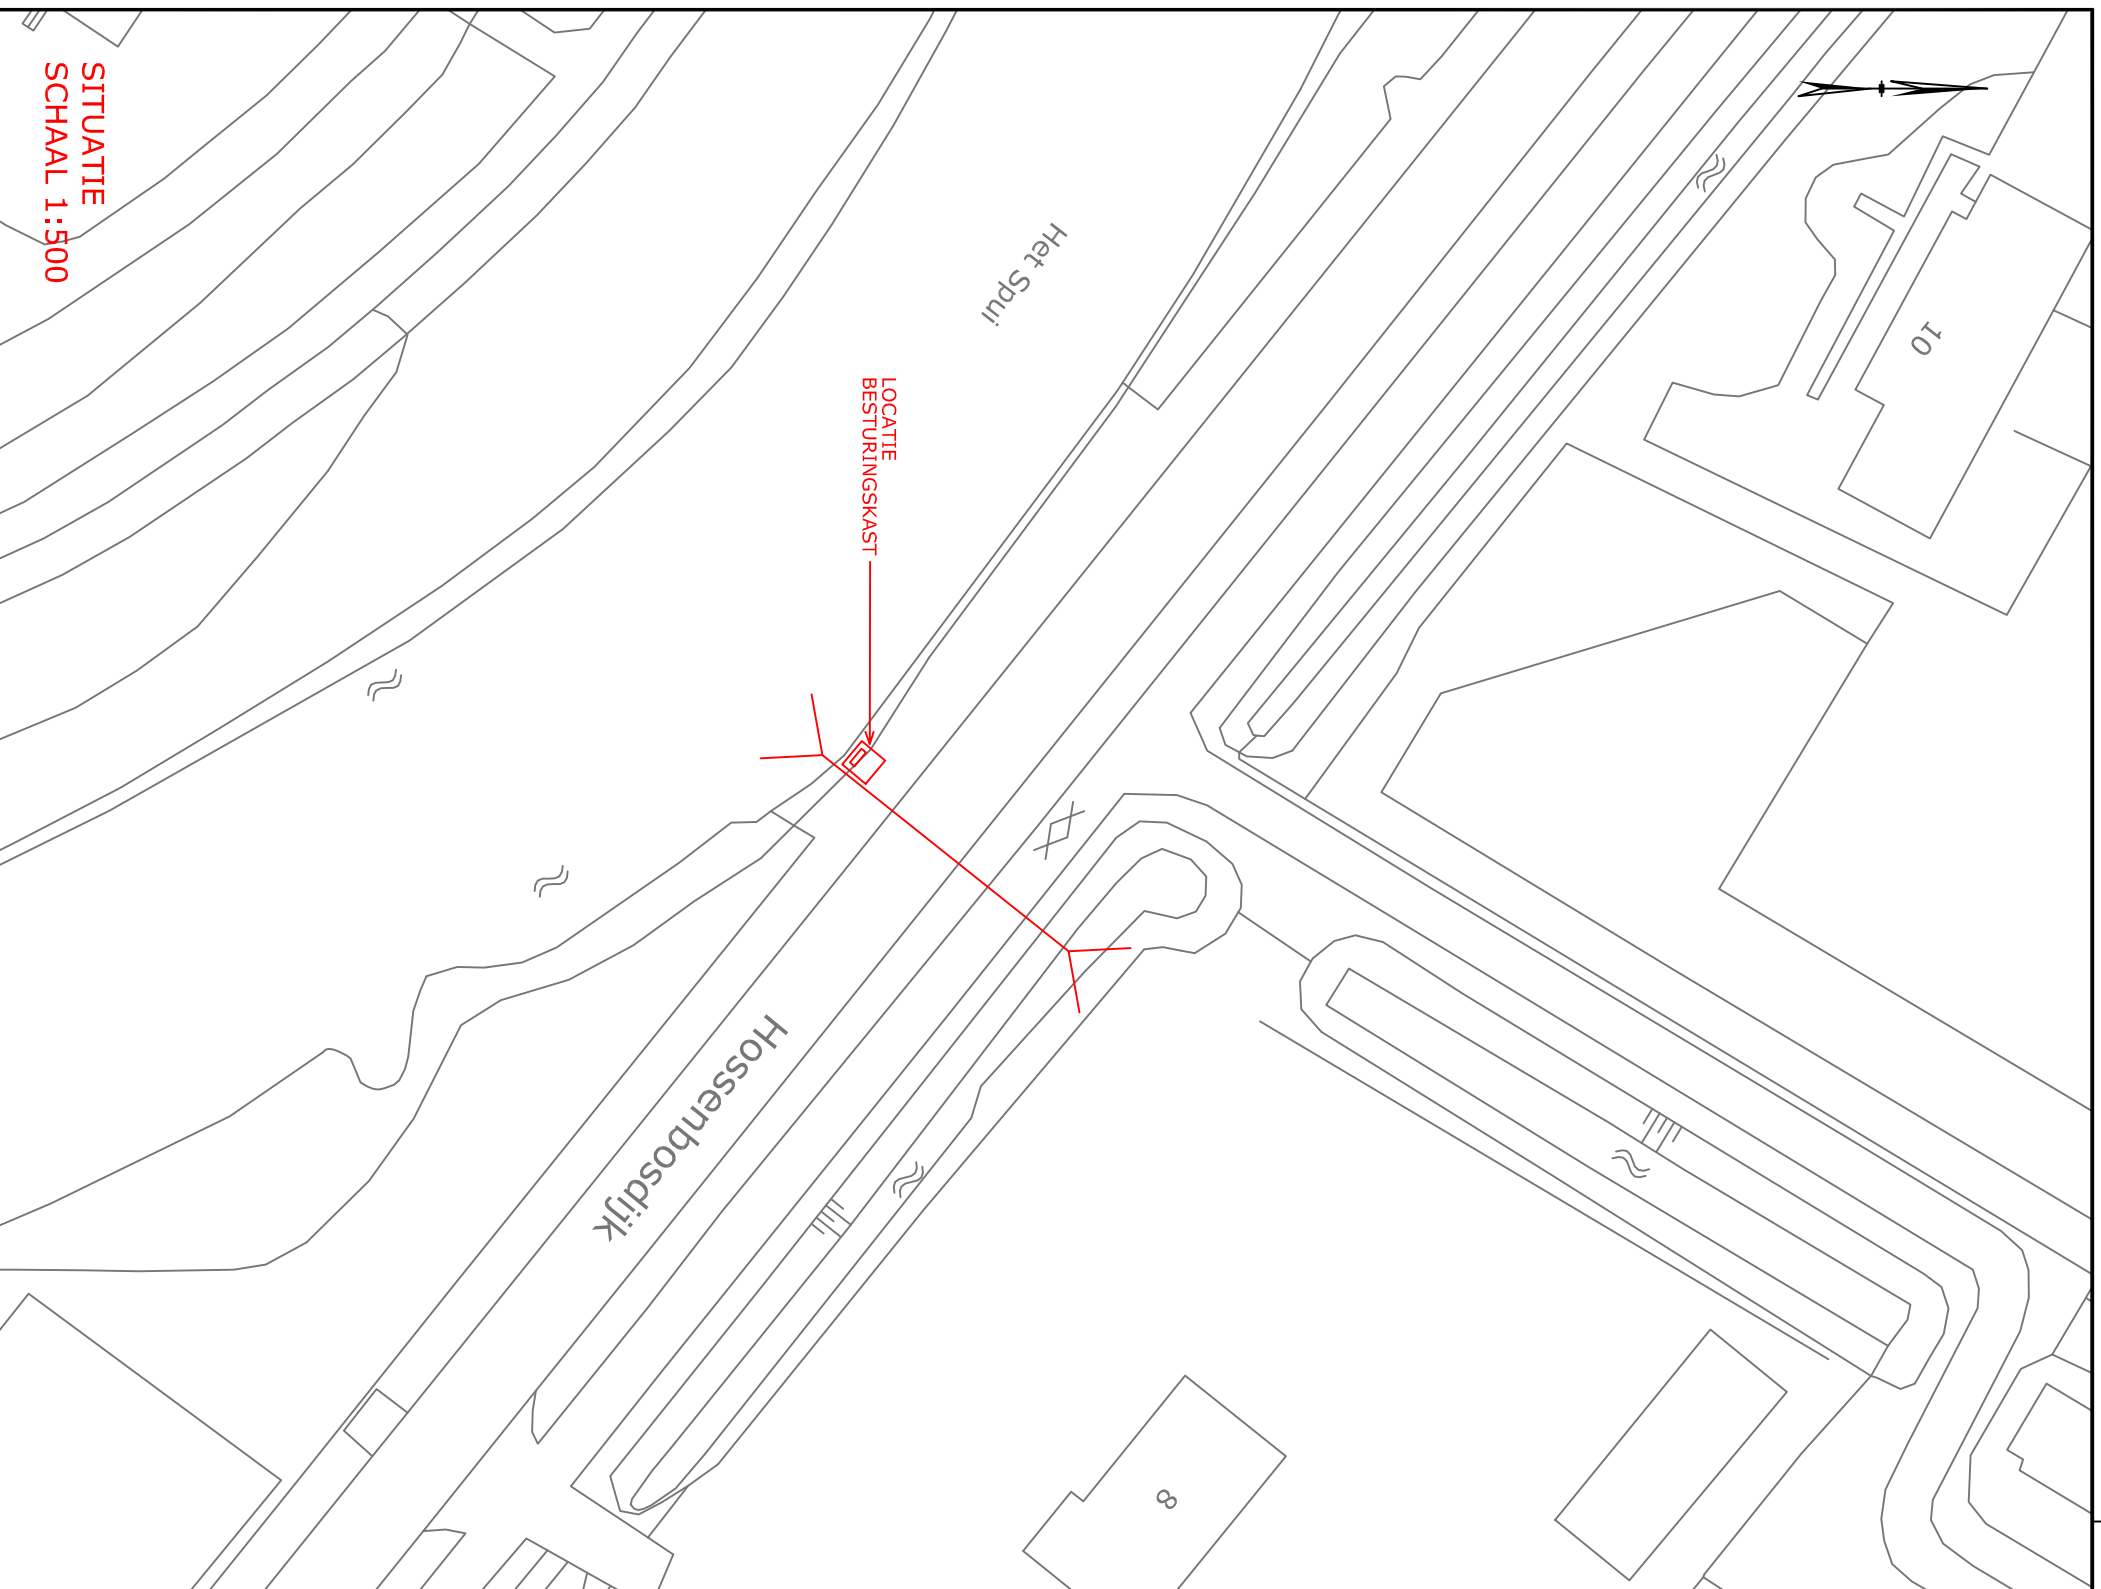 SITUATIE
SCHAAL 1:500
LOCATIE
BESTURINGSKAST
Het Spui
Hossenbosdijk
10
8